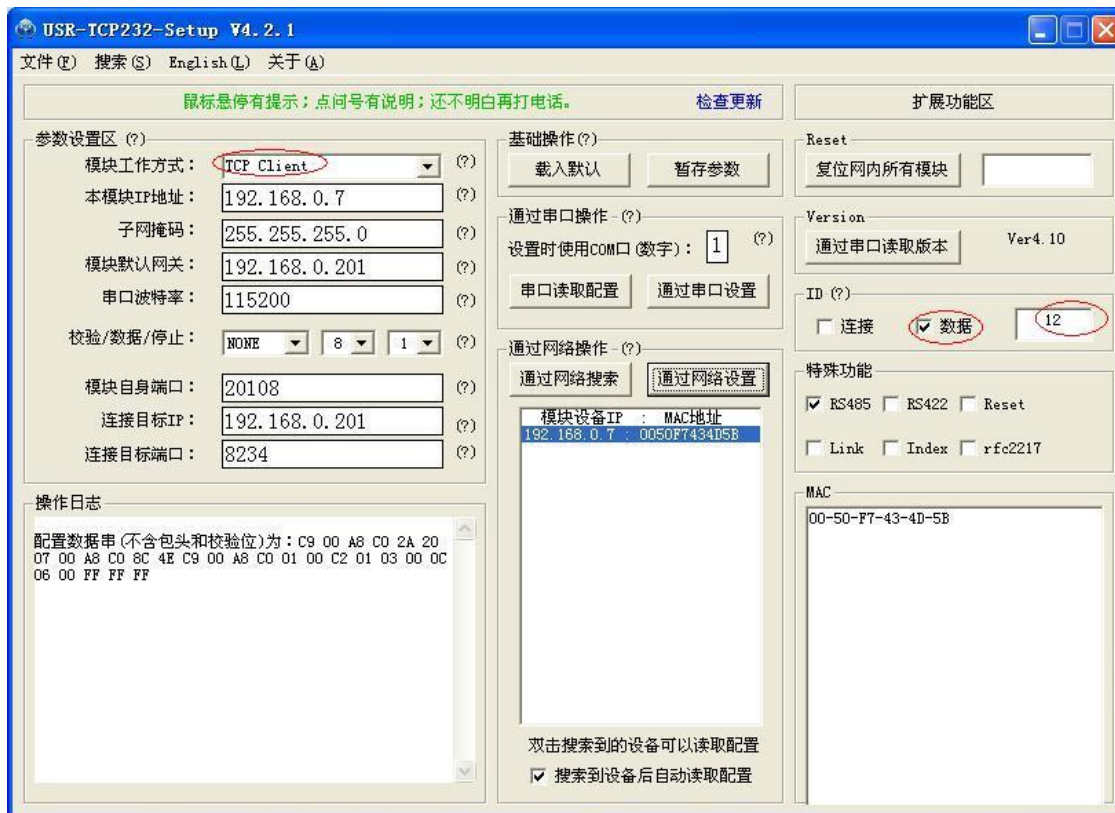 USR-TCP232-Setup V4.2.1
文件(F) 搜索(S) English(L) 关于(A)
鼠标悬停有提示；点问号有说明；还不明白再打电话。 检查更新
扩展功能区
参数设置区 (?)
模块工作方式： TCP Client (?)
本模块IP地址： 192.168.0.7 (?)
子网掩码： 255.255.255.0 (?)
模块默认网关： 192.168.0.201 (?)
串口波特率： 115200 (?)
校验/数据/停止： NONE 8 1 (?)
模块自身端口： 20108 (?)
连接目标IP： 192.168.0.201 (?)
连接目标端口： 8234 (?)
操作日志
配置数据串(不含包头和校验位)为：C9 00 A8 C0 2A 20
07 00 A8 C0 8C 4E C9 00 A8 C0 01 00 C2 01 03 00 0C
06 00 FF FF FF
基础操作(?)
载入默认 暂存参数
通过串口操作-(?)
设置时使用COM口(数字)： 1 (?)
串口读取配置 通过串口设置
通过网络操作-(?)
通过网络搜索 通过网络设置
模块设备IP : MAC地址
192.168.0.7 : 0050F7434D5B
双击搜索到的设备可以读取配置
搜索到设备后自动读取配置
Reset
复位网内所有模块
Version
通过串口读取版本 Ver4.10
ID (?)
连接 数据 12
特殊功能
RS485 RS422 Reset
Link Index rfc2217
MAC
00-50-F7-43-4D-5B